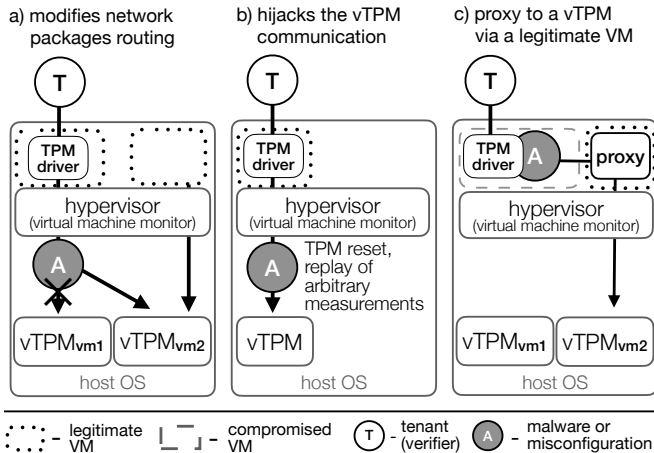 a) modifies network
packages routing
T
TPM
driver
hypervisor
(virtual machine monitor)
A
vTPMvm1
vTPMvm2
host OS
b) hijacks the vTPM
communication
T
TPM
driver
hypervisor
(virtual machine monitor)
A
TPM reset,
replay of
arbitrary
measurements
vTPM
host OS
c) proxy to a vTPM
via a legitimate VM
T
TPM
driver
A
proxy
hypervisor
(virtual machine monitor)
vTPMvm1
vTPMvm2
host OS
- legitimate
VM
- compromised
VM
T - tenant
(verifier)
A - malware or
misconfiguration